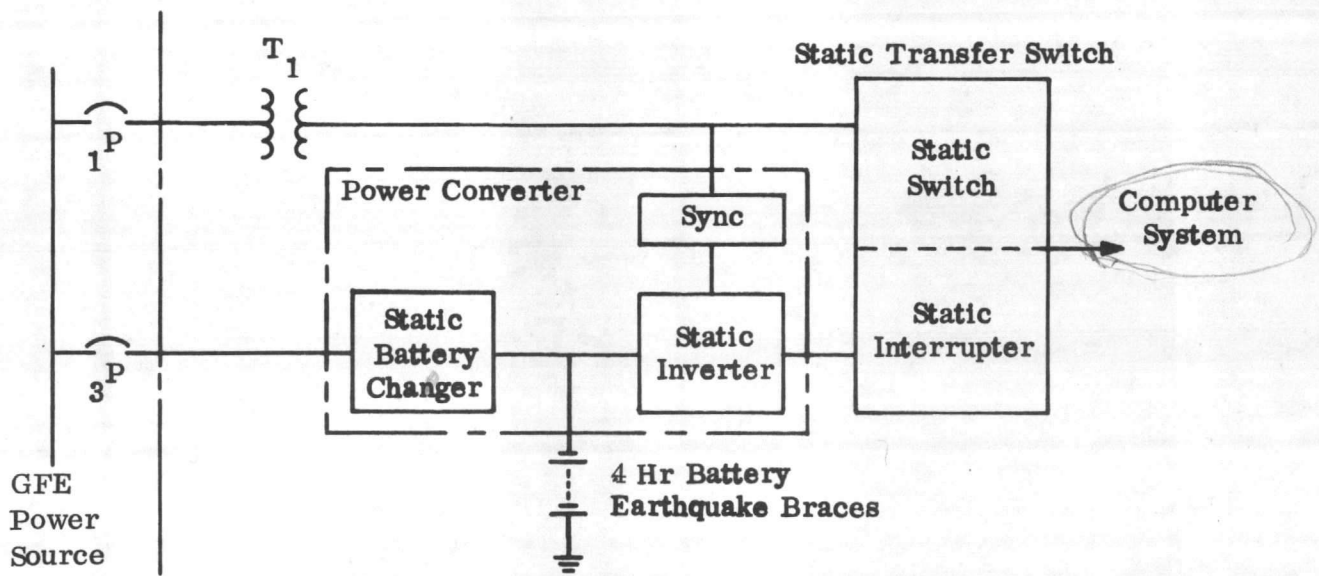 T1
Static Transfer Switch
1P
Static
Switch
Power Converter
Computer
System
Sync
Static
Battery
Changer
Static
Inverter
Static
Interrupter
3P
4 Hr Battery
Earthquake Braces
GFE
Power
Source